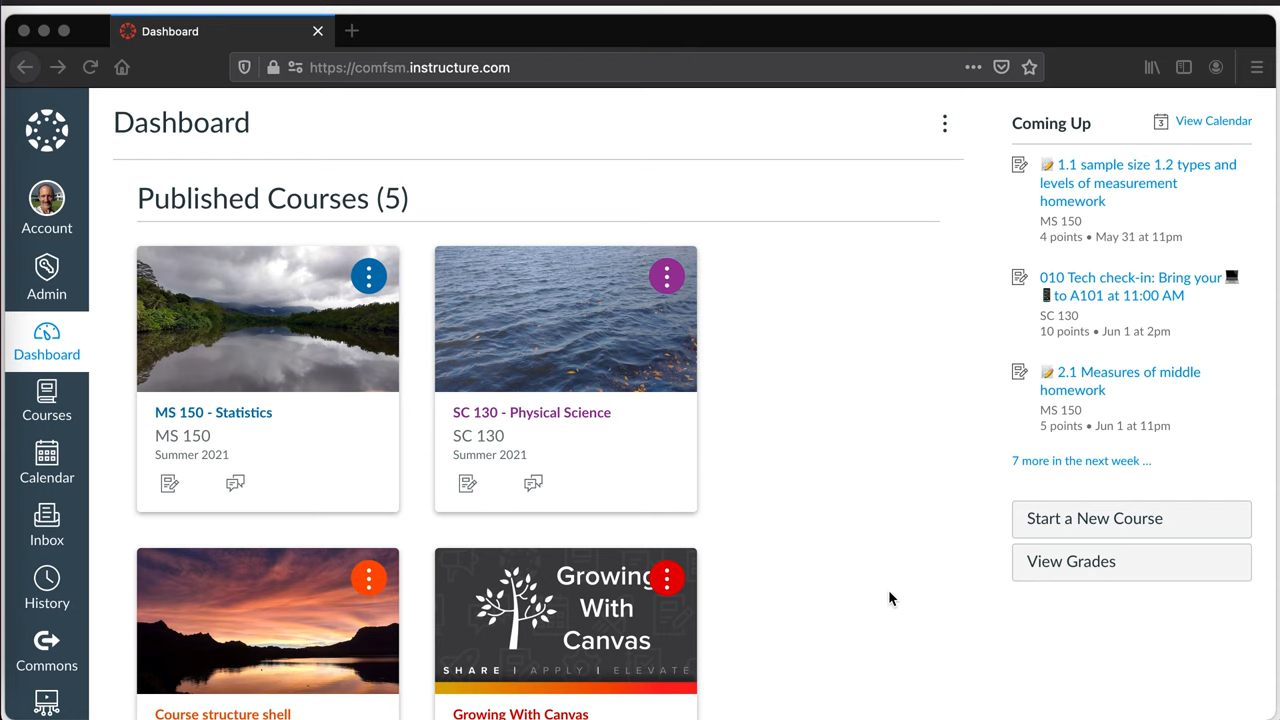 Dashboard
https://comfsm.instructure.com
Account
Admin
Dashboard
Courses
Calendar
Inbox
History
Commons
Dashboard
Published Courses (5)
MS 150 - Statistics
MS 150
Summer 2021
SC 130 - Physical Science
SC 130
Summer 2021
Course structure shell
Growing
With
Canvas
SHARE | APPLY | ELEVATE
Growing With Canvas
Coming Up
3
View Calendar
📝 1.1 sample size 1.2 types and
levels of measurement
homework
MS 150
4 points • May 31 at 11pm
010 Tech check-in: Bring your 💻
📱to A101 at 11:00 AM
SC 130
10 points • Jun 1 at 2pm
📝 2.1 Measures of middle
homework
MS 150
5 points • Jun 1 at 11pm
7 more in the next week ...
Start a New Course
View Grades